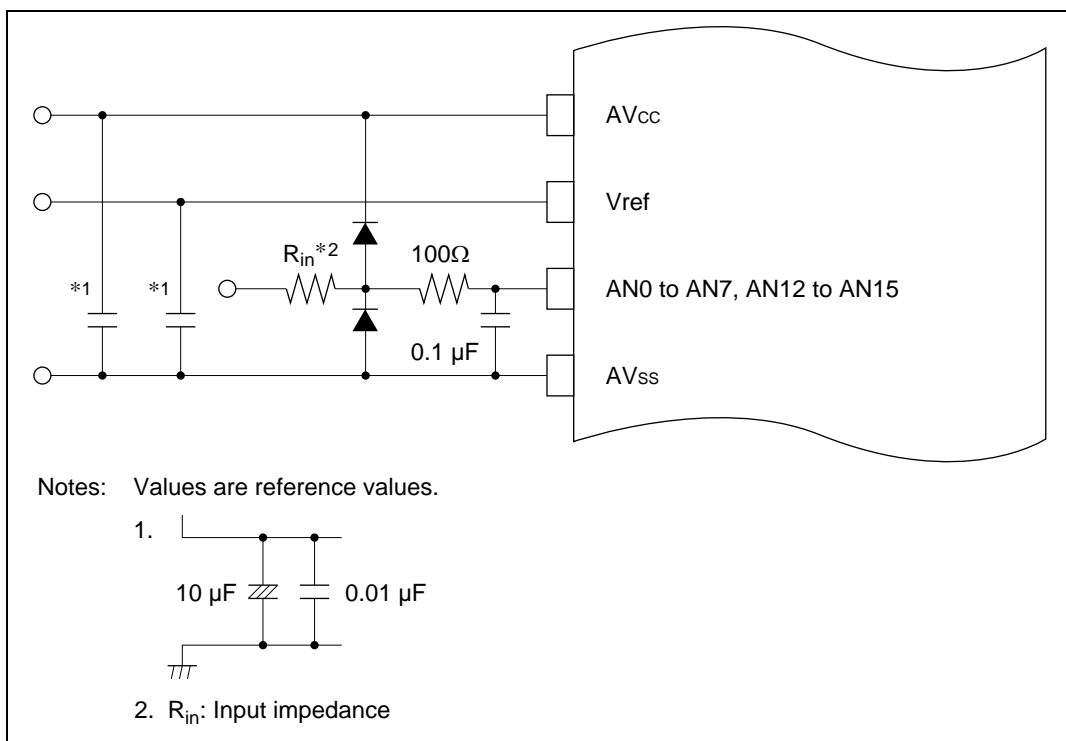 AVcc
Vref
Rin*2
100Ω
*1
*1
AN0 to AN7, AN12 to AN15
0.1 µF
AVss
Notes: Values are reference values.
1.
10 µF
0.01 µF
2. Rin: Input impedance